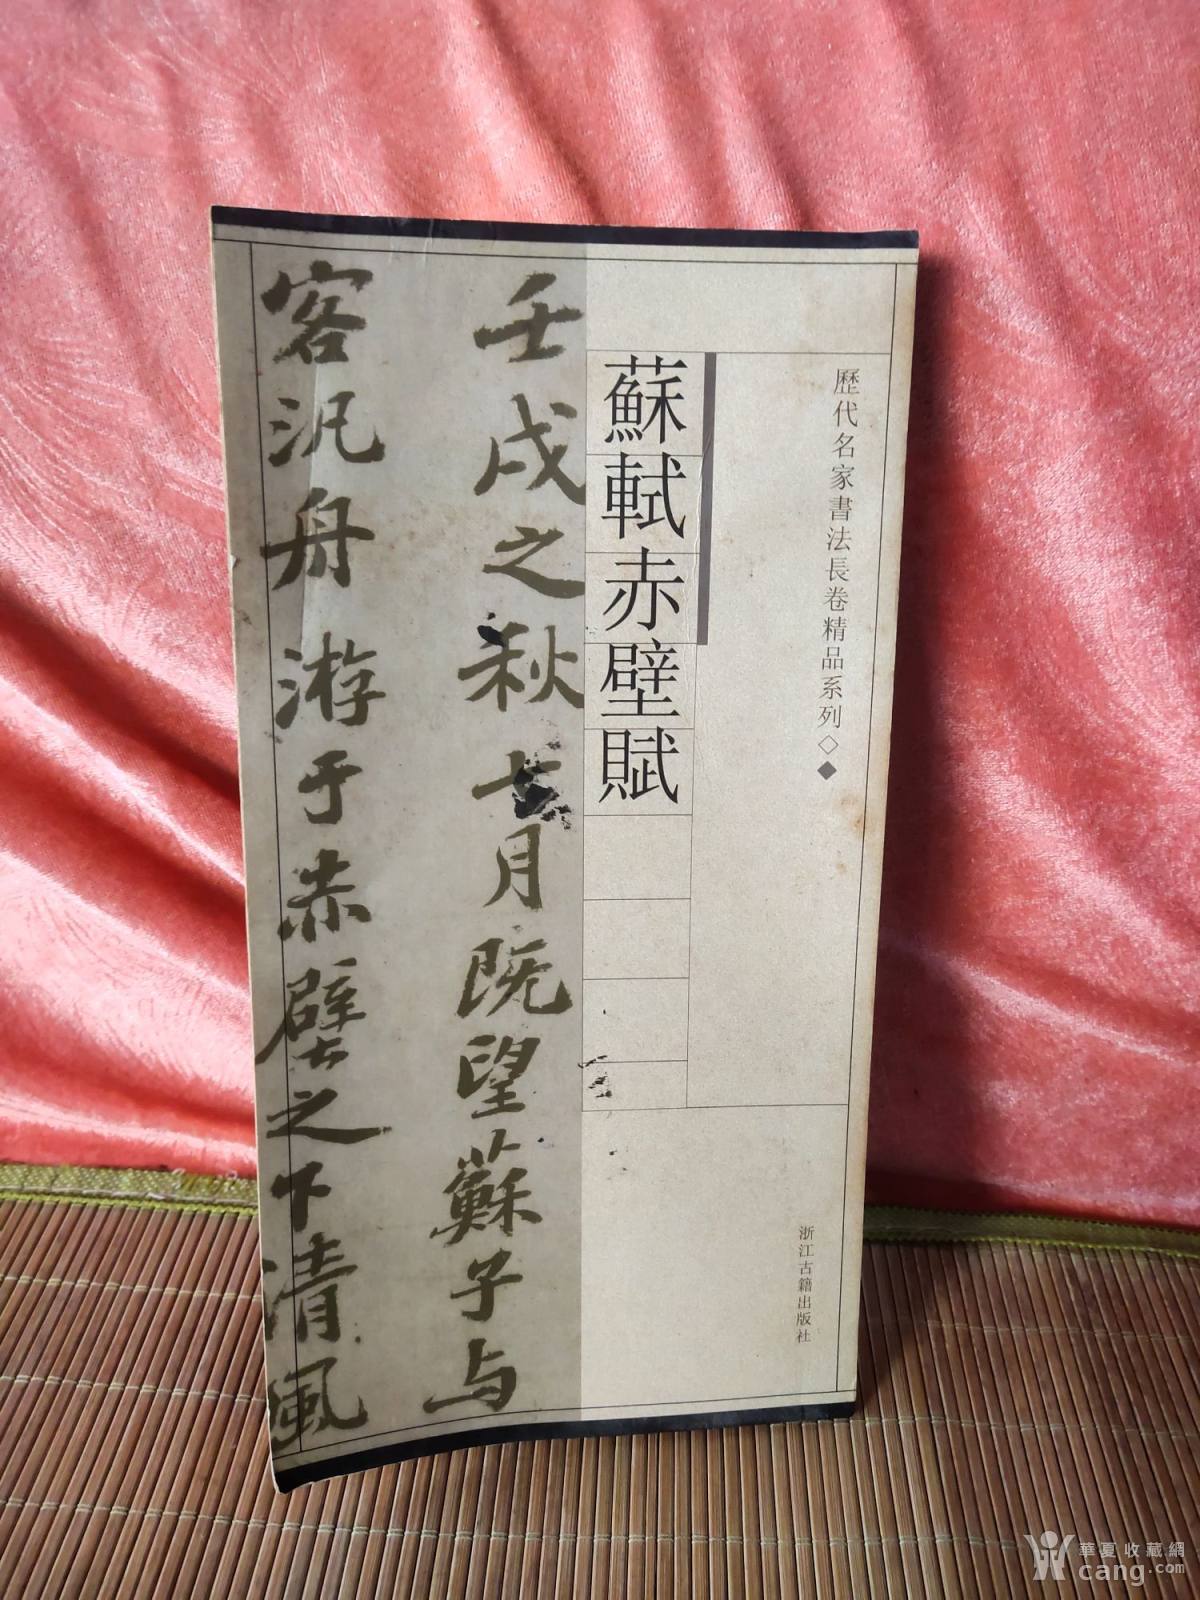 歷代名家書法長卷精品系列◇◆
蘇軾赤壁賦
壬戌之秋七月既望蘇子与
客汎舟游于赤壁之下清風
浙江古籍出版社
華夏收藏網
cang.com